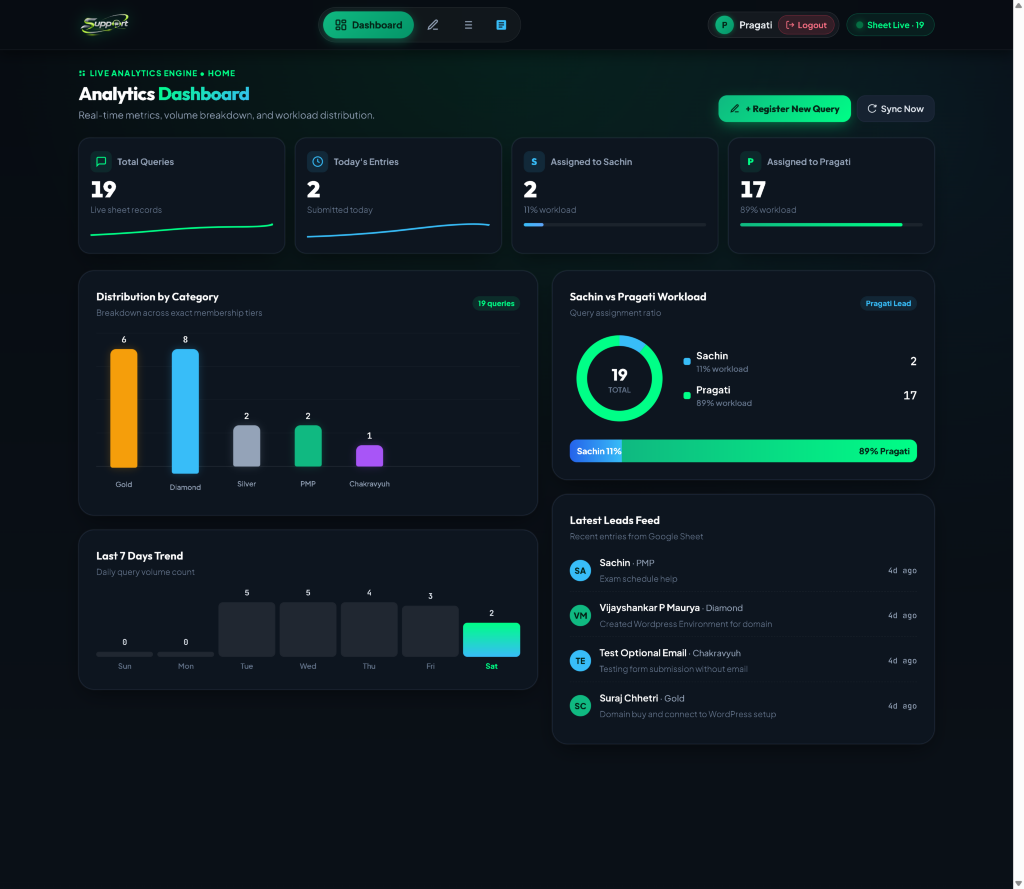 Support
Dashboard
P Pragati Logout
Sheet Live · 19
LIVE ANALYTICS ENGINE • HOME
Analytics Dashboard
Real-time metrics, volume breakdown, and workload distribution.
+ Register New Query
Sync Now
Total Queries
19
Live sheet records
Today's Entries
2
Submitted today
S Assigned to Sachin
2
11% workload
P Assigned to Pragati
17
89% workload
Distribution by Category
Breakdown across exact membership tiers
19 queries
6 8 2 2 1
Gold Diamond Silver PMP Chakravyuh
Sachin vs Pragati Workload
Query assignment ratio
Pragati Lead
19
TOTAL
Sachin 2
11% workload
Pragati 17
89% workload
Sachin 11% 89% Pragati
Last 7 Days Trend
Daily query volume count
0 0 5 5 4 3 2
Sun Mon Tue Wed Thu Fri Sat
Latest Leads Feed
Recent entries from Google Sheet
SA Sachin · PMP 4d ago
Exam schedule help
VM Vijayshankar P Maurya · Diamond 4d ago
Created Wordpress Environment for domain
TE Test Optional Email · Chakravyuh 4d ago
Testing form submission without email
SC Suraj Chhetri · Gold 4d ago
Domain buy and connect to WordPress setup